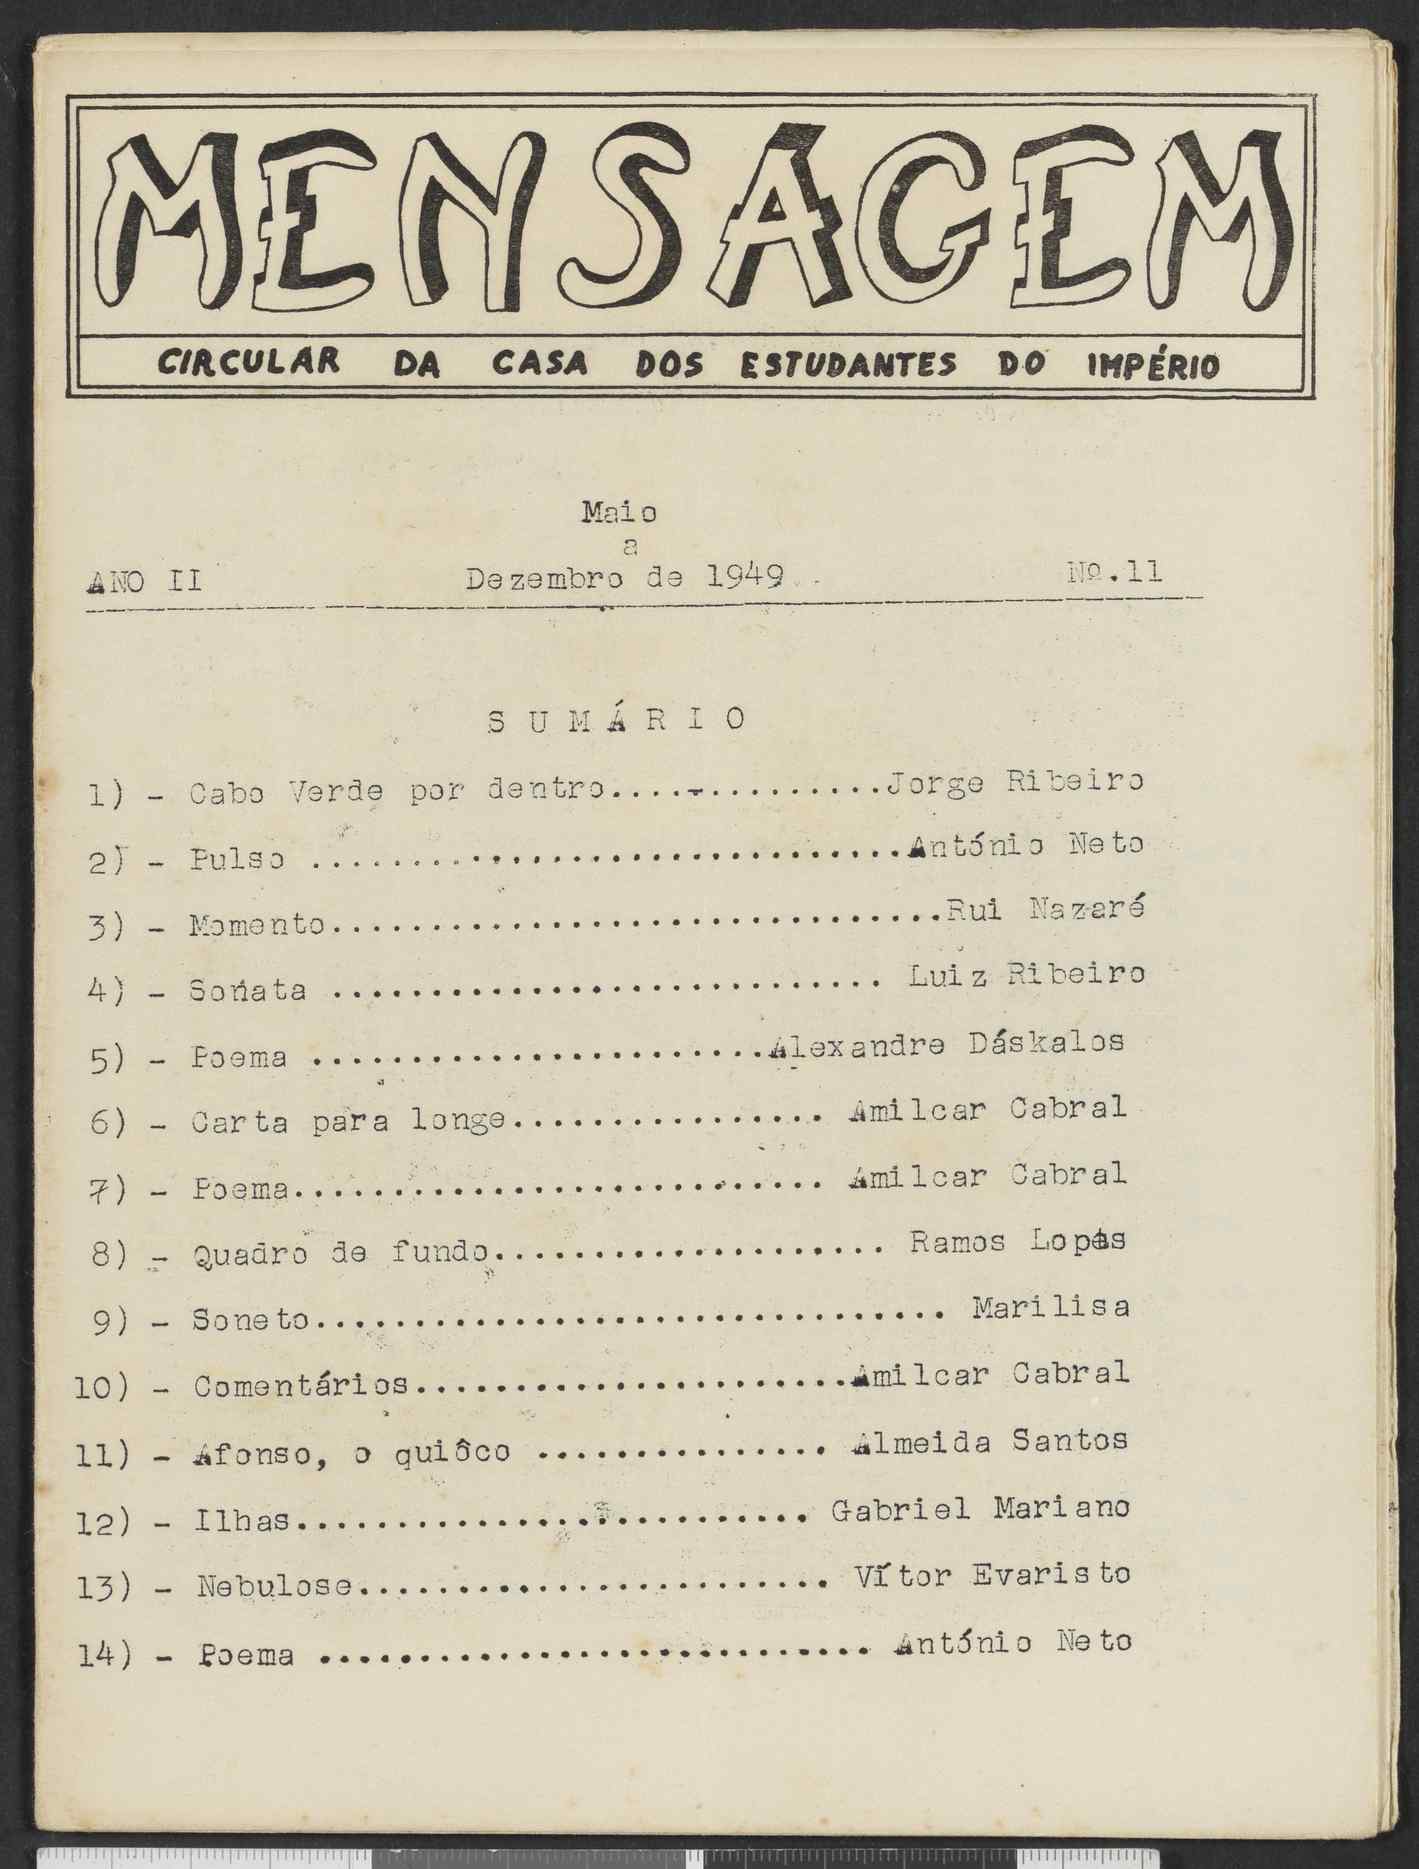 MENSAGEM
CIRCULAR DA CASA DOS ESTUDANTES DO IMPÉRIO
Maio
a
ANO II Dezembro de 1949 Nº.11
SUMÁRIO
1) - Cabo Verde por dentro..............Jorge Ribeiro
2) - Pulso ..............................António Neto
3) - Momento...............................Rui Nazaré
4) - Sonata ............................ Luiz Ribeiro
5) - Poema .......................Alexandre Dáskalos
6) - Carta para longe................ Amilcar Cabral
7) - Poema........................... Amilcar Cabral
8) - Quadro de fundo.................... Ramos Lopes
9) - Soneto................................ Marilisa
10) - Comentários......................Amilcar Cabral
11) - Afonso, o quiôco ............... Almeida Santos
12) - Ilhas.......................... Gabriel Mariano
13) - Nebulose........................ Vítor Evaristo
14) - Poema ............................ António Neto